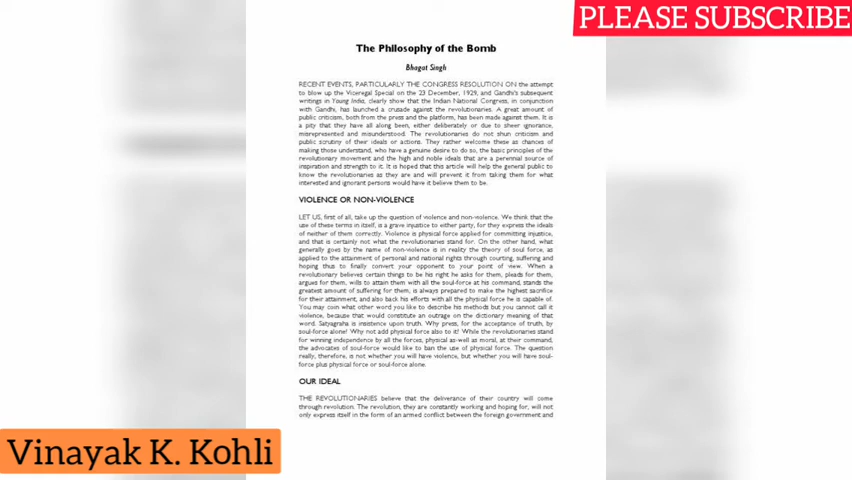 PLEASE SUBSCRIBE
The Philosophy of the Bomb
Bhagat Singh
RECENT EVENTS, PARTICULARLY THE CONGRESS RESOLUTION ON the attempt
to blow up the Viceregal Special on the 23 December, 1929, and Gandhi's subsequent
writings in Young India, clearly show that the Indian National Congress, in conjunction
with Gandhi, has launched a crusade against the revolutionaries. A great amount of
public criticism, both from the press and the platform, has been made against them. It is
a pity that they have all along been, either deliberately or due to sheer ignorance,
misrepresented and misunderstood. The revolutionaries do not shun criticism and
public scrutiny of their ideals or actions. They rather welcome these as chances of
making those understand, who have a genuine desire to do so, the basic principles of the
revolutionary movement and the high and noble ideals that are a perennial source of
inspiration and strength to it. It is hoped that this article will help the general public to
know the revolutionaries as they are and will prevent it from taking them for what
interested and ignorant persons would have it believe them to be.
VIOLENCE OR NON-VIOLENCE
LET US, first of all, take up the question of violence and non-violence. We think that the
use of these terms in itself, is a grave injustice to either party, for they express the ideals
of neither of them correctly. Violence is physical force applied for committing injustice,
and that is certainly not what the revolutionaries stand for. On the other hand, what
generally goes by the name of non-violence is in reality the theory of soul force, as
applied to the attainment of personal and national rights through courting, suffering and
hoping thus to finally convert your opponent to your point of view. When a
revolutionary believes certain things to be his right he asks for them, pleads for them,
argues for them, wills to attain them with all the soul-force at his command, stands the
greatest amount of suffering for them, is always prepared to make the highest sacrifice
for their attainment, and also back his efforts with all the physical force he is capable of.
You may coin what other word you like to describe his methods but you cannot call it
violence, because that would constitute an outrage on the dictionary meaning of that
word. Satyagraha is insistence upon truth. Why press, for the acceptance of truth, by
soul-force alone? Why not add physical force also to it? While the revolutionaries stand
for winning independence by all the forces, physical as-well as moral, at their command,
the advocates of soul-force would like to ban the use of physical force. The question
really, therefore, is not whether you will have violence, but whether you will have soul-
force plus physical force or soul-force alone.
OUR IDEAL
THE REVOLUTIONARIES believe that the deliverance of their country will come
through revolution. The revolution, they are constantly working and hoping for, will not
only express itself in the form of an armed conflict between the foreign government and
Vinayak K. Kohli